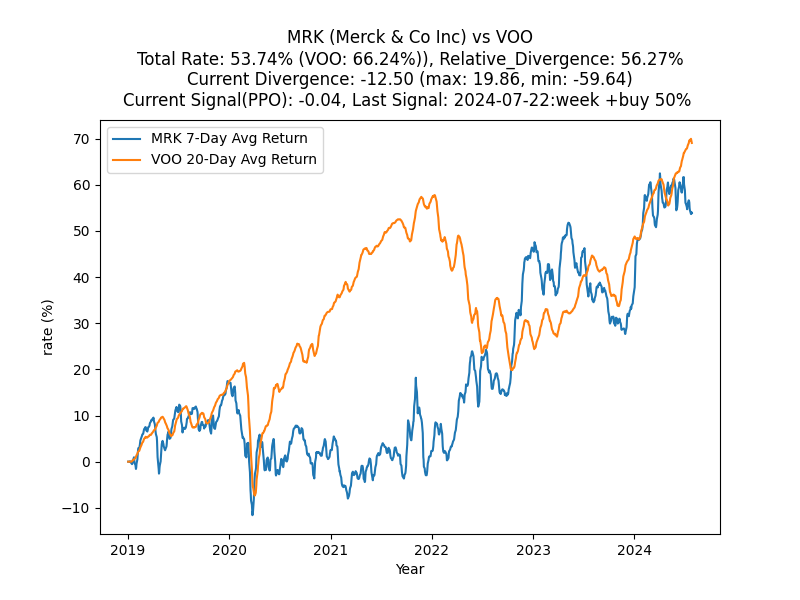 MRK (Merck & Co Inc) vs VOO
Total Rate: 53.74% (VOO: 66.24%)), Relative_Divergence: 56.27%
Current Divergence: -12.50 (max: 19.86, min: -59.64)
Current Signal(PPO): -0.04, Last Signal: 2024-07-22:week +buy 50%
MRK 7-Day Avg Return
VOO 20-Day Avg Return
70
60
50
40
30
20
10
0
−10
rate (%)
2019 2020 2021 2022 2023 2024
Year